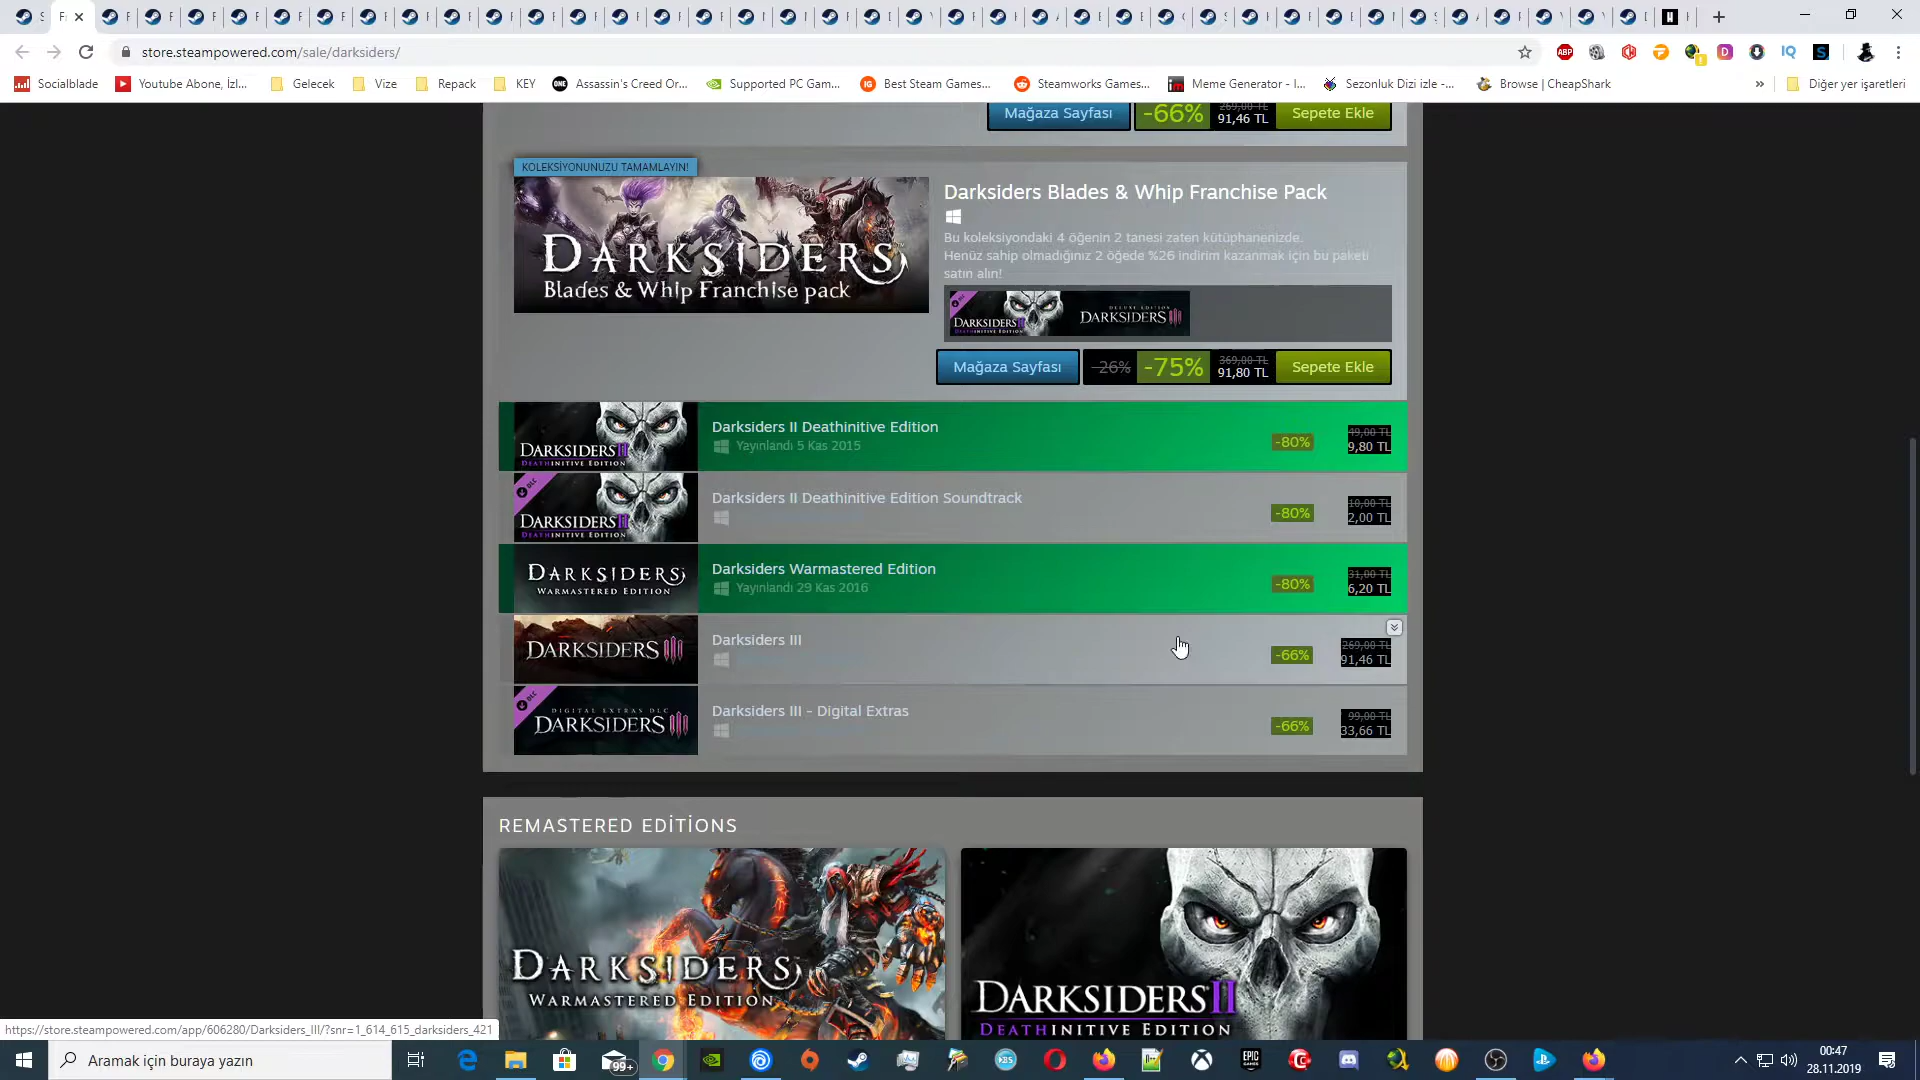 store.steampowered.com/sale/darksiders/
Socialblade
Youtube Abone, İzl...
Gelecek
Vize
Repack
KEY
Assassin's Creed Or...
Supported PC Gam...
Best Steam Games...
Steamworks Games...
Meme Generator - I...
Sezonluk Dizi izle -...
Browse | CheapShark
»
Diğer yer işaretleri
Mağaza Sayfası
-66%
269,00 TL
91,46 TL
Sepete Ekle
KOLEKSİYONUNUZU TAMAMLAYIN!
DARKSIDERS
Blades & Whip Franchise pack
Darksiders Blades & Whip Franchise Pack
Bu koleksiyondaki 4 öğenin 2 tanesi zaten kütüphanenizde.
Henüz sahip olmadığınız 2 öğede %26 indirim kazanmak için bu paketi
satın alın!
DARKSIDERS II
DEATHINITIVE EDITION
DELUXE EDITION
DARKSIDERS III
Mağaza Sayfası
-26%
-75%
369,00 TL
91,80 TL
Sepete Ekle
DARKSIDERS II
DEATHINITIVE EDITION
Darksiders II Deathinitive Edition
Yayınlandı 5 Kas 2015
-80%
49,00 TL
9,80 TL
DLC
DARKSIDERS II
DEATHINITIVE EDITION
Darksiders II Deathinitive Edition Soundtrack
-80%
10,00 TL
2,00 TL
DARKSIDERS
WARMASTERED EDITION
Darksiders Warmastered Edition
Yayınlandı 29 Kas 2016
-80%
31,00 TL
6,20 TL
DARKSIDERS III
Darksiders III
-66%
269,00 TL
91,46 TL
DLC
DIGITAL EXTRAS DLC
DARKSIDERS III
Darksiders III - Digital Extras
-66%
99,00 TL
33,66 TL
REMASTERED EDİTİONS
DARKSIDERS
WARMASTERED EDITION
DARKSIDERS II
DEATHINITIVE EDITION
https://store.steampowered.com/app/606280/Darksiders_III/?snr=1_614_615_darksiders_421
Aramak için buraya yazın
99+
00:47
28.11.2019